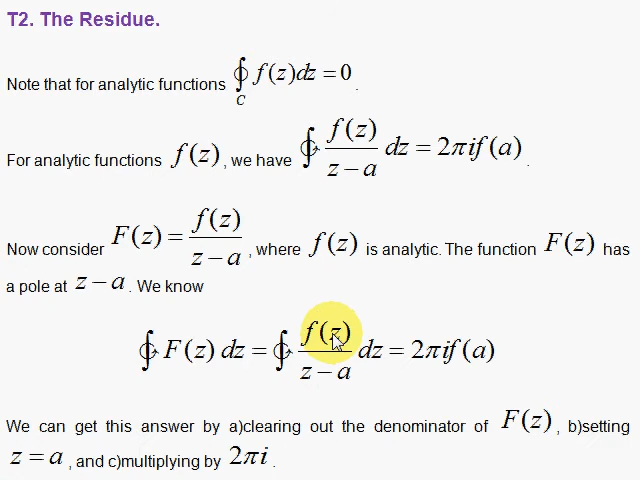 T2. The Residue.
Note that for analytic functions ∮_C f(z)dz = 0 .
For analytic functions f(z), we have ∮ f(z)/(z − a) dz = 2πif(a) .
Now consider F(z) = f(z)/(z − a) , where f(z) is analytic. The function F(z) has
a pole at z − a . We know
∮ F(z) dz = ∮ f(z)/(z − a) dz = 2πif(a)
We can get this answer by a)clearing out the denominator of F(z) , b)setting
z = a , and c)multiplying by 2πi .